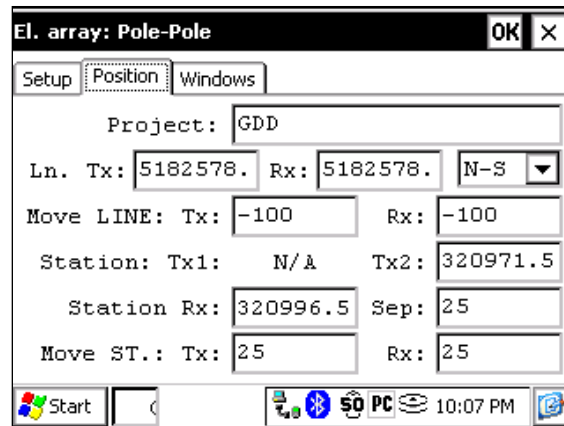 El. array: Pole-Pole OK ×
Setup Position Windows
Project: GDD
Ln. Tx: 5182578. Rx: 5182578. N-S
Move LINE: Tx: -100 Rx: -100
Station: Tx1: N/A Tx2: 320971.5
Station Rx: 320996.5 Sep: 25
Move ST.: Tx: 25 Rx: 25
Start PC 10:07 PM